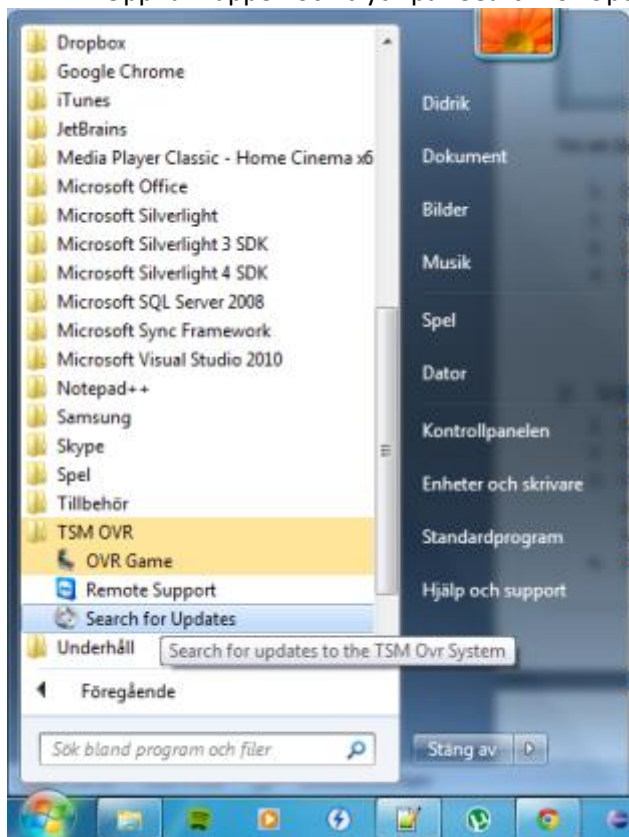 Dropbox
Google Chrome
iTunes
JetBrains
Media Player Classic - Home Cinema x6
Microsoft Office
Microsoft Silverlight
Microsoft Silverlight 3 SDK
Microsoft Silverlight 4 SDK
Microsoft SQL Server 2008
Microsoft Sync Framework
Microsoft Visual Studio 2010
Notepad++
Samsung
Skype
Spel
Tillbehör
TSM OVR
OVR Game
Remote Support
Search for Updates
Underhåll
Search for updates to the TSM Ovr System
Föregående
Sök bland program och filer
Didrik
Dokument
Bilder
Musik
Spel
Dator
Kontrollpanelen
Enheter och skrivare
Standardprogram
Hjälp och support
Stäng av